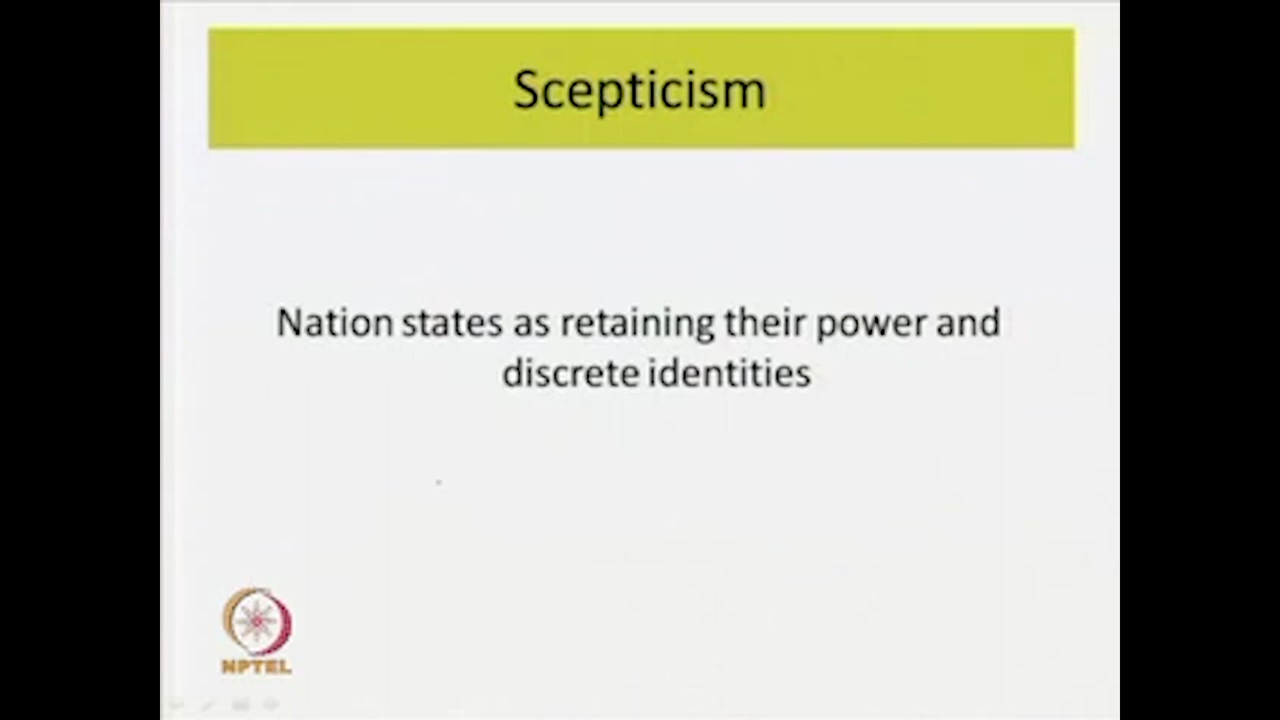 Scepticism
Nation states as retaining their power and
discrete identities
NPTEL